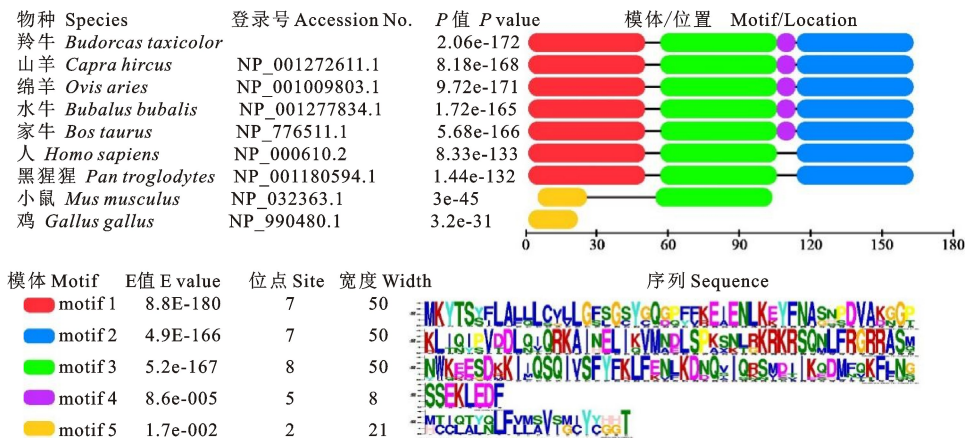 物种 Species 登录号 Accession No. P值 P value 模体/位置 Motif/Location
羚牛 Budorcas taxicolor 2.06e-172
山羊 Capra hircus NP_001272611.1 8.18e-168
绵羊 Ovis aries NP_001009803.1 9.72e-171
水牛 Bubalus bubalis NP_001277834.1 1.72e-165
家牛 Bos taurus NP_776511.1 5.68e-166
人 Homo sapiens NP_000610.2 8.33e-133
黑猩猩 Pan troglodytes NP_001180594.1 1.44e-132
小鼠 Mus musculus NP_032363.1 3e-45
鸡 Gallus gallus NP_990480.1 3.2e-31
0 30 60 90 120 150 180
模体 Motif E值 E value 位点 Site 宽度 Width 序列 Sequence
motif 1 8.8E-180 7 50
motif 2 4.9E-166 7 50
motif 3 5.2e-167 8 50
motif 4 8.6e-005 5 8 SSEKLEDF
motif 5 1.7e-002 2 21